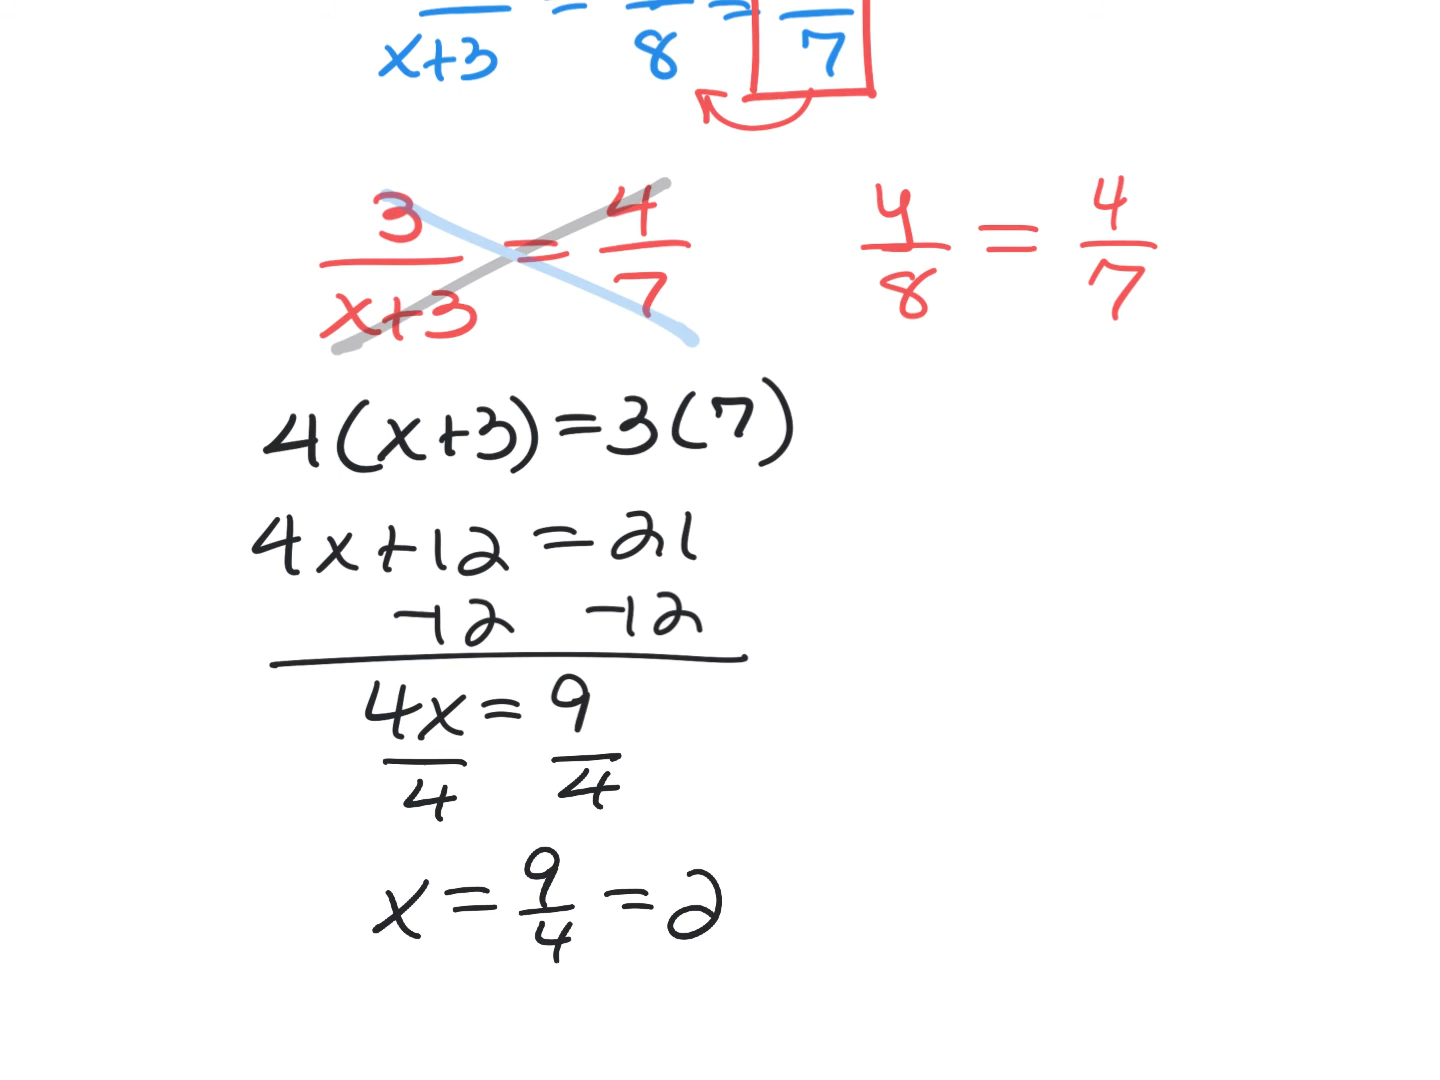 x+3 = 8 = 7
3/(x+3) = 4/7
y/8 = 4/7
4(x+3) = 3(7)
4x+12 = 21
-12 -12
4x = 9
4 4
x = 9/4 = 2